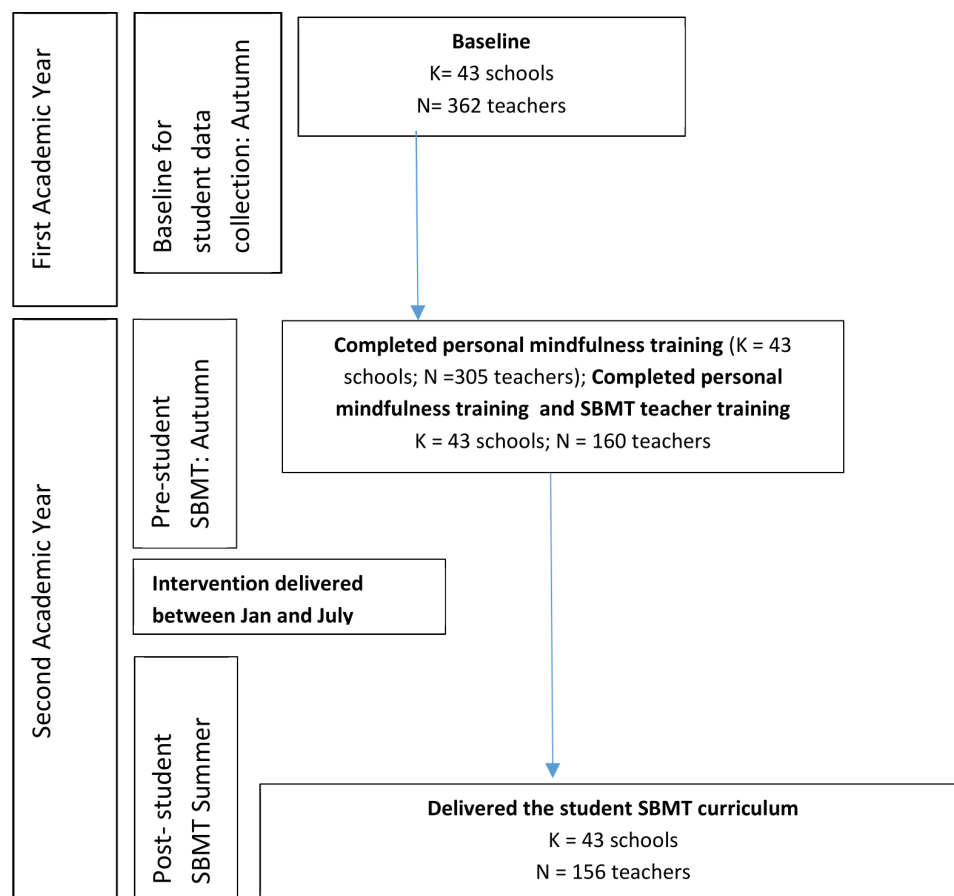 First Academic Year
Baseline for
student data
collection: Autumn
Baseline
K= 43 schools
N= 362 teachers
Second Academic Year
Pre-student
SBMT: Autumn
Completed personal mindfulness training (K = 43
schools; N =305 teachers); Completed personal
mindfulness training and SBMT teacher training
K = 43 schools; N = 160 teachers
Intervention delivered
between Jan and July
Post- student
SBMT Summer
Delivered the student SBMT curriculum
K = 43 schools
N = 156 teachers